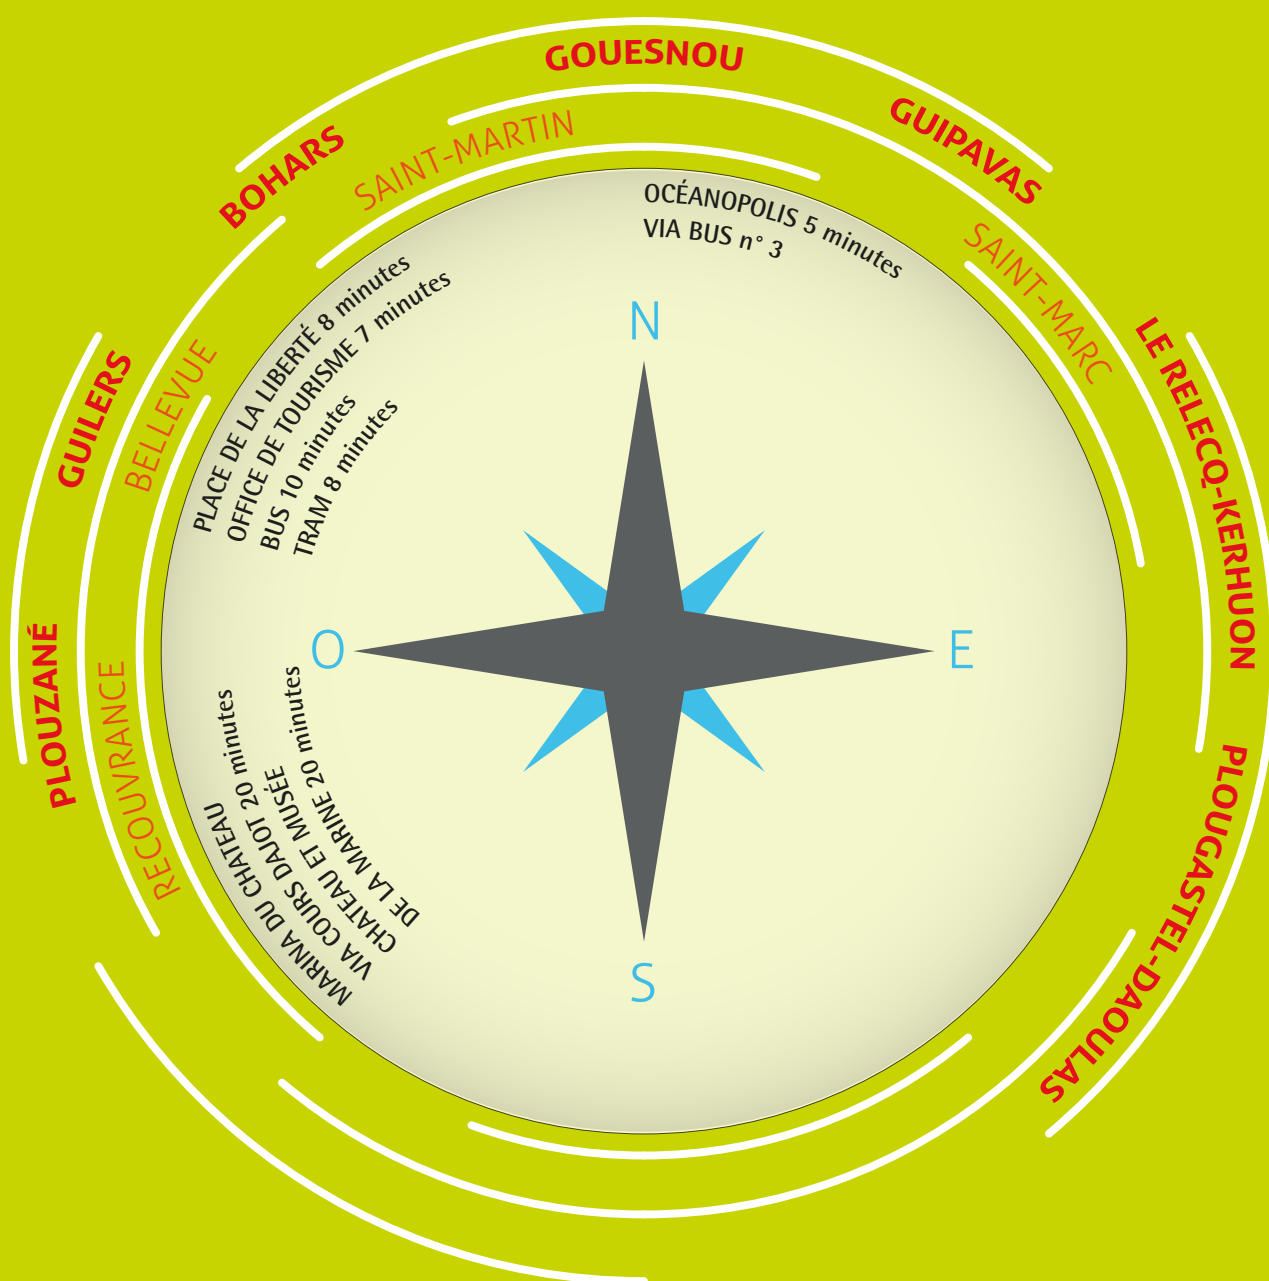 GOUESNOU
GUIPAVAS
BOHARS
SAINT-MARTIN
OCÉANOPOLIS 5 minutes
VIA BUS n° 3
SAINT-MARC
PLACE DE LA LIBERTÉ 8 minutes
OFFICE DE TOURISME 7 minutes
BUS 10 minutes
TRAM 8 minutes
N
GUILERS
BELLEVUE
LE RELECQ-KERHUON
O
E
PLOUZANÉ
RECOUVRANCE
MARINA DU CHATEAU
VIA COURS DAJOT 20 minutes
CHATEAU ET MUSÉE
DE LA MARINE 20 minutes
PLOUGASTEL-DAOULAS
S